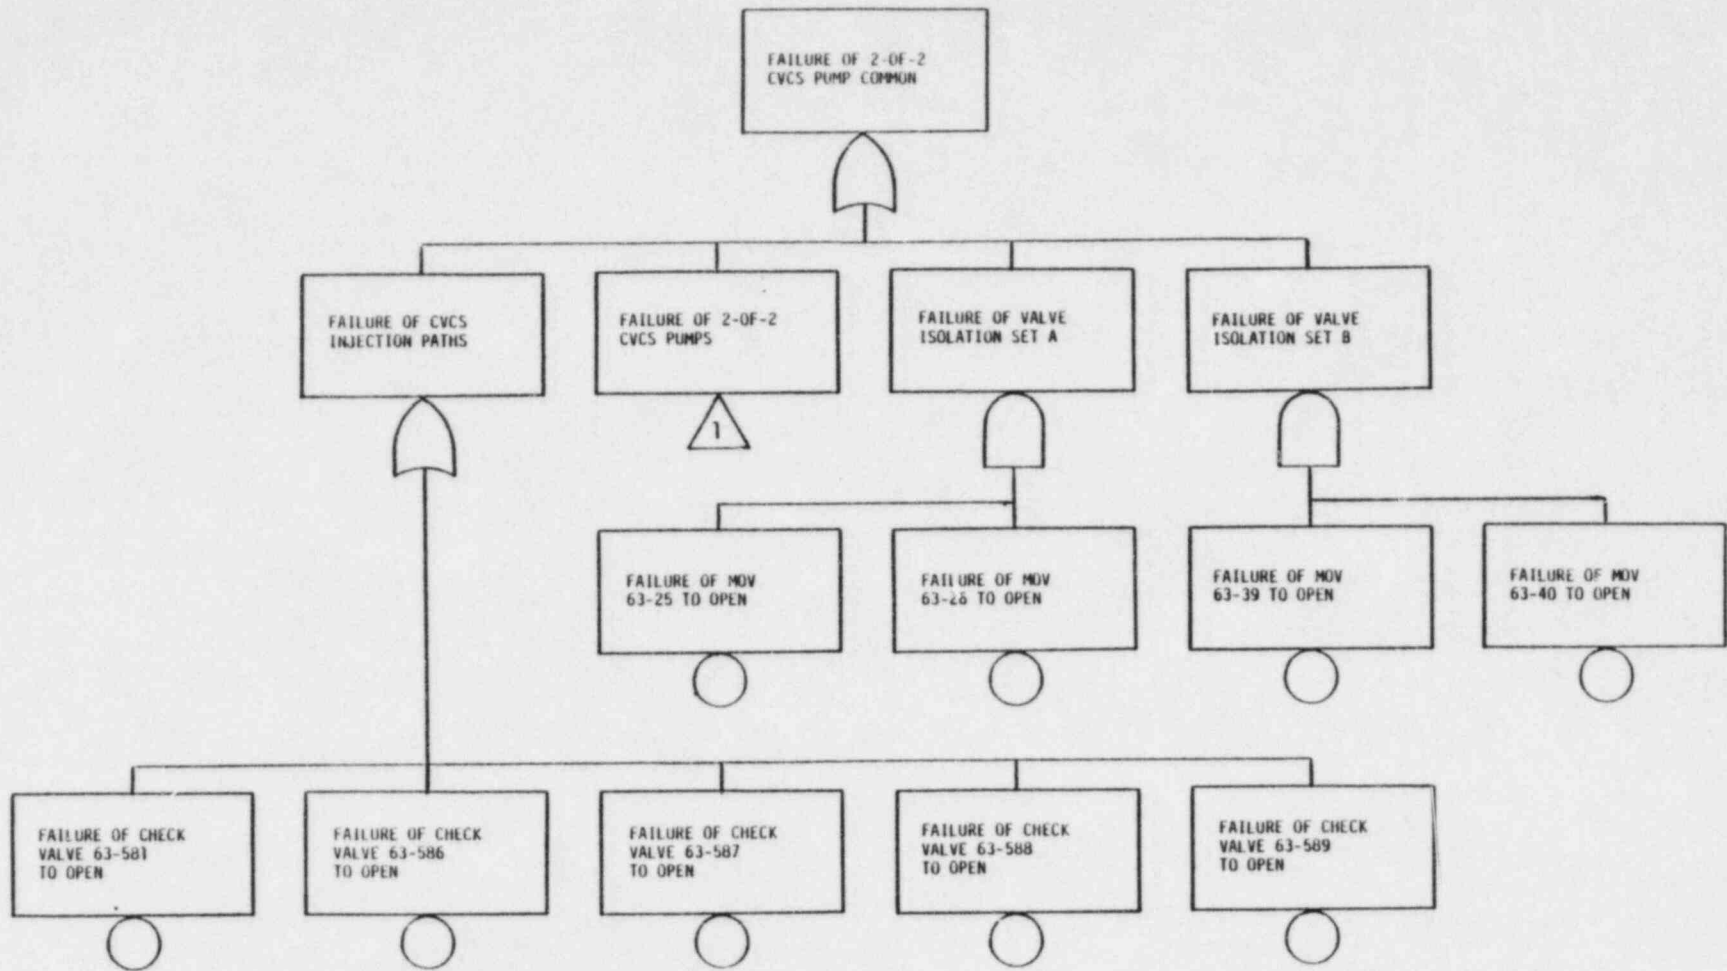 FAILURE OF 2-OF-2
CVCS PUMP COMMON
FAILURE OF CVCS
INJECTION PATHS
FAILURE OF 2-OF-2
CVCS PUMPS
FAILURE OF VALVE
ISOLATION SET A
FAILURE OF VALVE
ISOLATION SET B
1
FAILURE OF MOV
63-25 TO OPEN
FAILURE OF MOV
TO OPEN
FAILURE OF MOV
63-39 TO OPEN
FAILURE OF MOV
63-40 TO OPEN
FAILURE OF CHECK
VALVE 63-581
TO OPEN
FAILURE OF CHECK
VALVE 63-586
TO OPEN
FAILURE OF CHECK
VALVE 63-587
TO OPEN
FAILURE OF CHECK
VALVE 63-588
TO OPEN
FAILURE OF CHECK
VALVE 63-589
TO OPEN